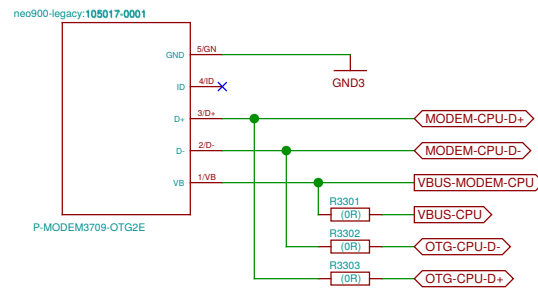 neo900-legacy:105017-0001
GND 5/GN
GND3
ID 4/ID
D+ 3/D+ MODEM-CPU-D+
D- 2/D- MODEM-CPU-D-
VB 1/VB VBUS-MODEM-CPU
R3301
(0R) VBUS-CPU
P-MODEM3709-OTG2E
R3302
(0R) OTG-CPU-D-
R3303
(0R) OTG-CPU-D+